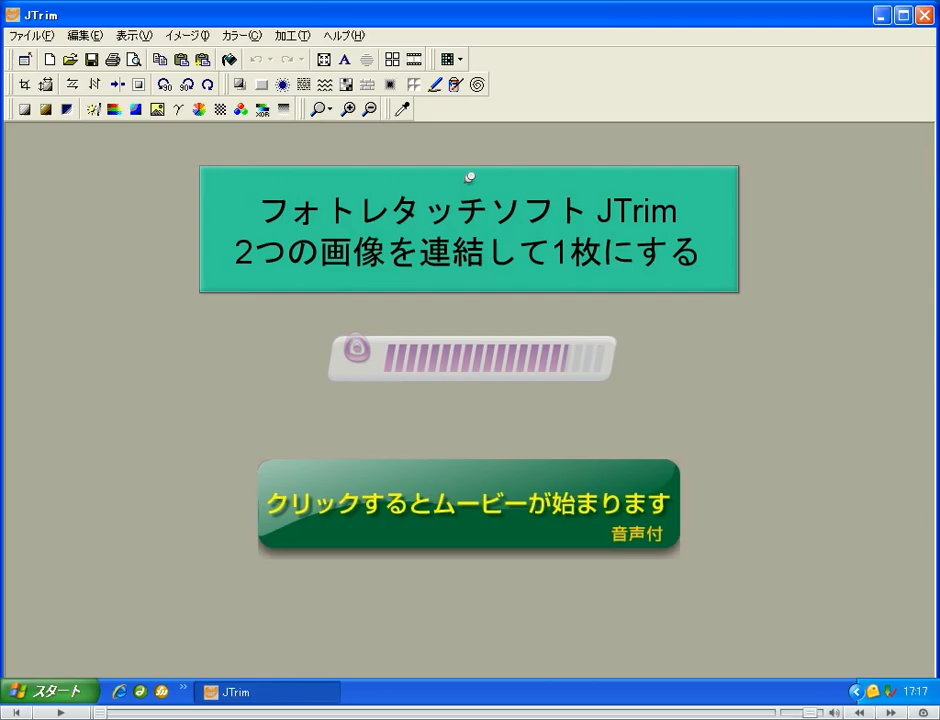 JTrim
ファイル(F) 編集(E) 表示(V) イメージ(I) カラー(C) 加工(T) ヘルプ(H)
A
90 90
XOR
フォトレタッチソフト JTrim
2つの画像を連結して1枚にする
クリックするとムービーが始まります
音声付
スタート JTrim 17:17